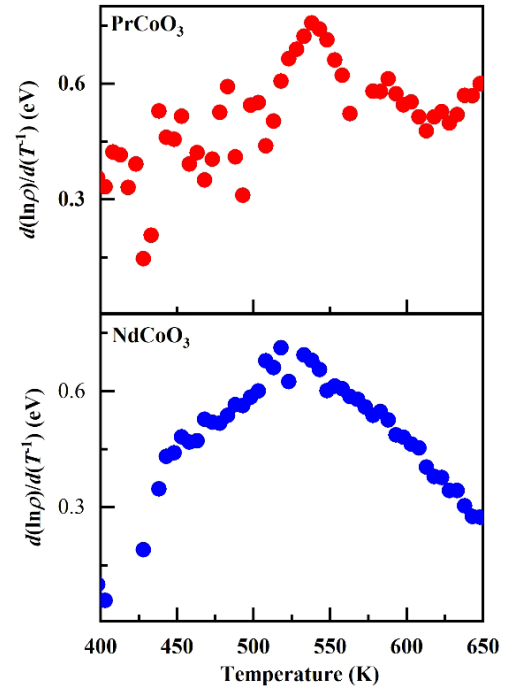 PrCoO₃
0.6
0.3
d(lnρ)/d(T⁻¹) (eV)
NdCoO₃
0.6
0.3
d(lnρ)/d(T⁻¹) (eV)
400 450 500 550 600 650
Temperature (K)